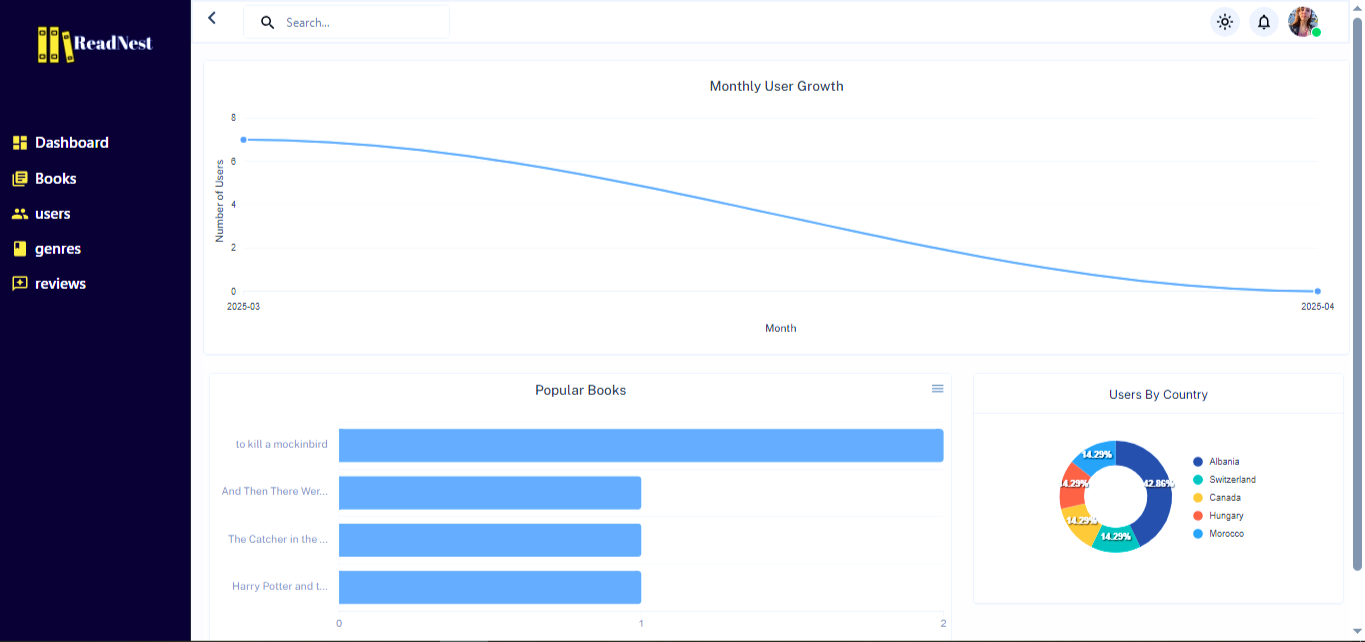 ReadNest
Dashboard
Books
users
genres
reviews
Search...
Monthly User Growth
Number of Users
8
6
4
2
0
2025-03
2025-04
Month
Popular Books
to kill a mockinbird
And Then There Wer...
The Catcher in the ...
Harry Potter and t...
0
1
2
Users By Country
14.29%
42.86%
4.29%
14.29%
14.29%
Albania
Switzerland
Canada
Hungary
Morocco